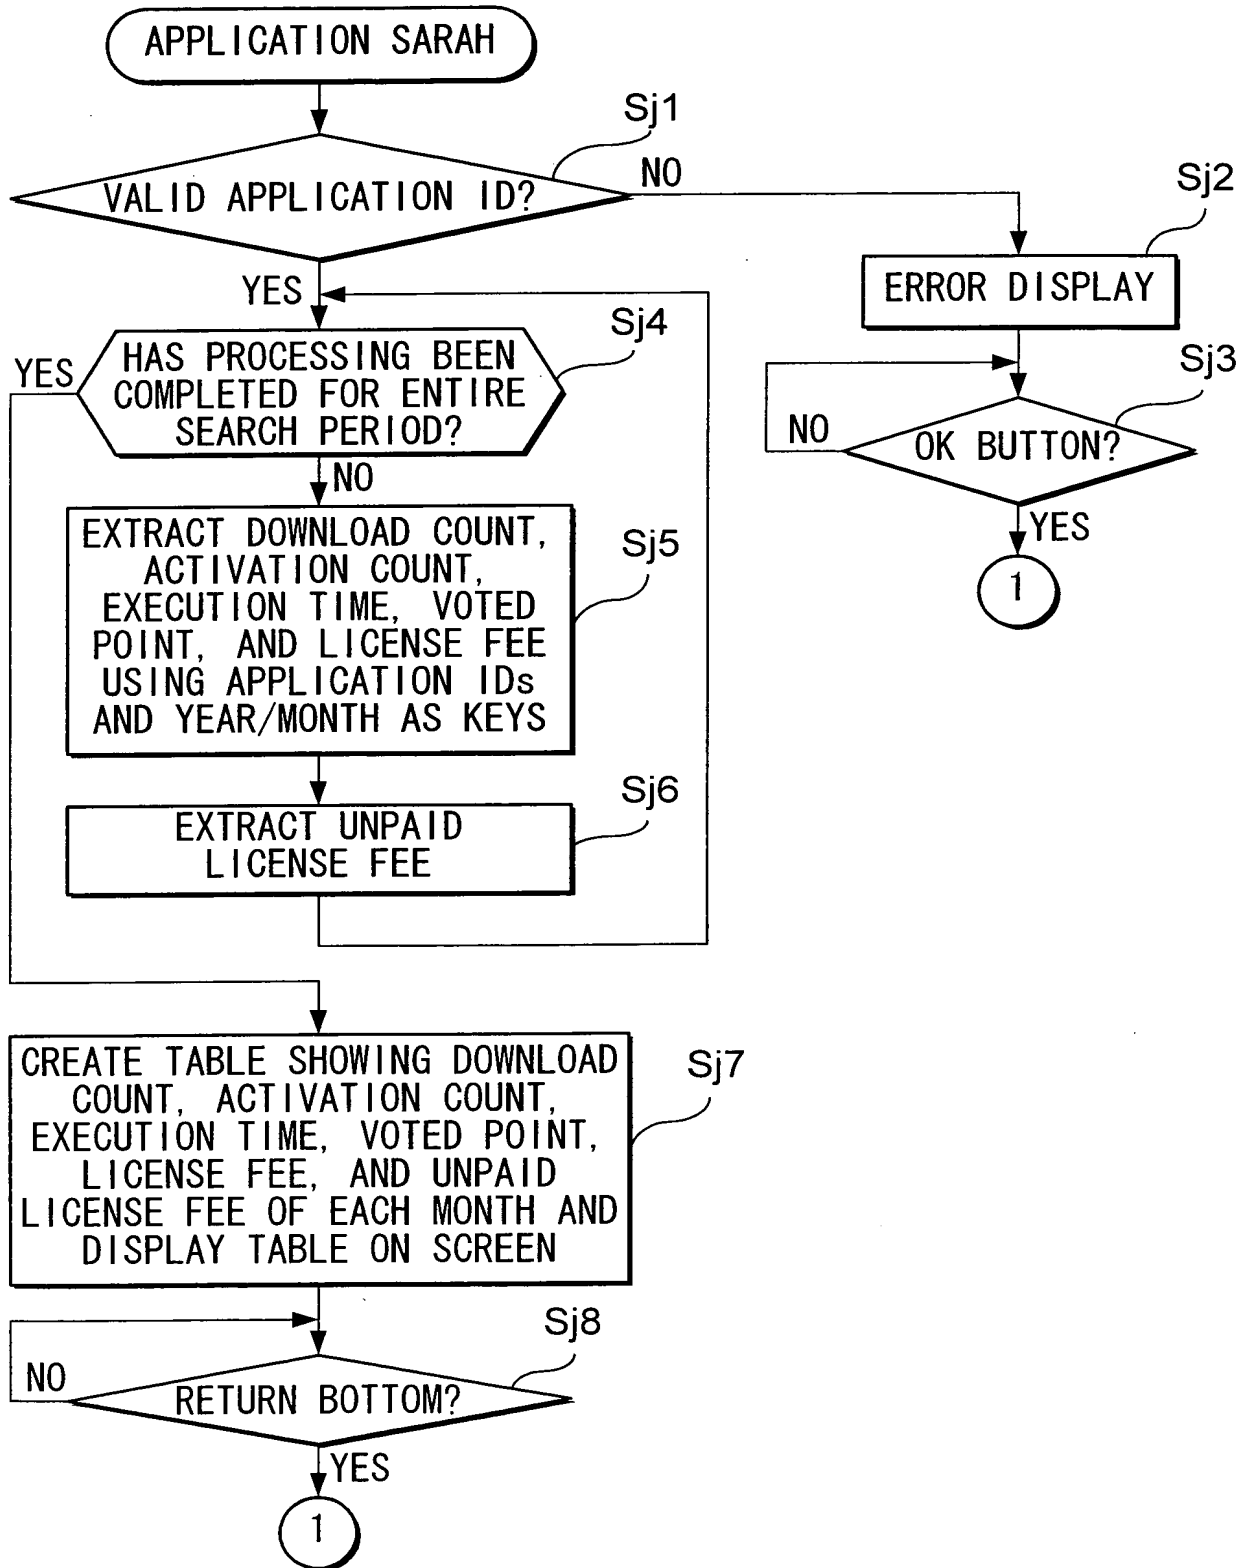 APPLICATION SARAH
Sj1
VALID APPLICATION ID?
NO
Sj2
ERROR DISPLAY
YES
Sj4
Sj3
YES
HAS PROCESSING BEEN
COMPLETED FOR ENTIRE
SEARCH PERIOD?
NO
OK BUTTON?
NO
YES
1
EXTRACT DOWNLOAD COUNT,
ACTIVATION COUNT,
EXECUTION TIME, VOTED
POINT, AND LICENSE FEE
USING APPLICATION IDs
AND YEAR/MONTH AS KEYS
Sj5
Sj6
EXTRACT UNPAID
LICENSE FEE
CREATE TABLE SHOWING DOWNLOAD
COUNT, ACTIVATION COUNT,
EXECUTION TIME, VOTED POINT,
LICENSE FEE, AND UNPAID
LICENSE FEE OF EACH MONTH AND
DISPLAY TABLE ON SCREEN
Sj7
Sj8
NO
RETURN BOTTOM?
YES
1